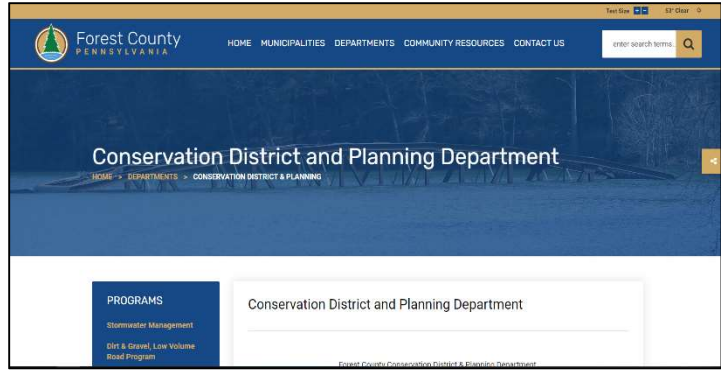 Text Size
53° Clear
Forest County
PENNSYLVANIA
HOME MUNICIPALITIES DEPARTMENTS COMMUNITY RESOURCES CONTACT US
enter search terms..
Conservation District and Planning Department
HOME > DEPARTMENTS > CONSERVATION DISTRICT & PLANNING
PROGRAMS
Stormwater Management
Dirt & Gravel, Low Volume
Road Program
Conservation District and Planning Department
Forest County Conservation District & Planning Department